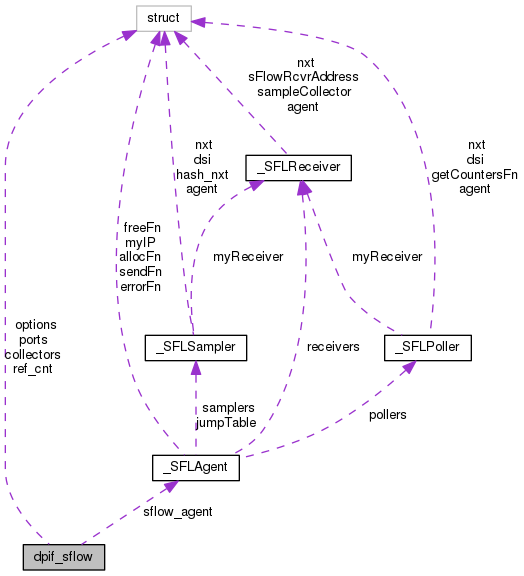 struct
nxt
sFlowRcvrAddress
sampleCollector
agent
nxt
dsi
hash_nxt
agent
nxt
dsi
getCountersFn
agent
_SFLReceiver
freeFn
myIP
allocFn
sendFn
errorFn
myReceiver
myReceiver
options
ports
collectors
ref_cnt
_SFLSampler
receivers
_SFLPoller
samplers
jumpTable
pollers
_SFLAgent
sflow_agent
dpif_sflow